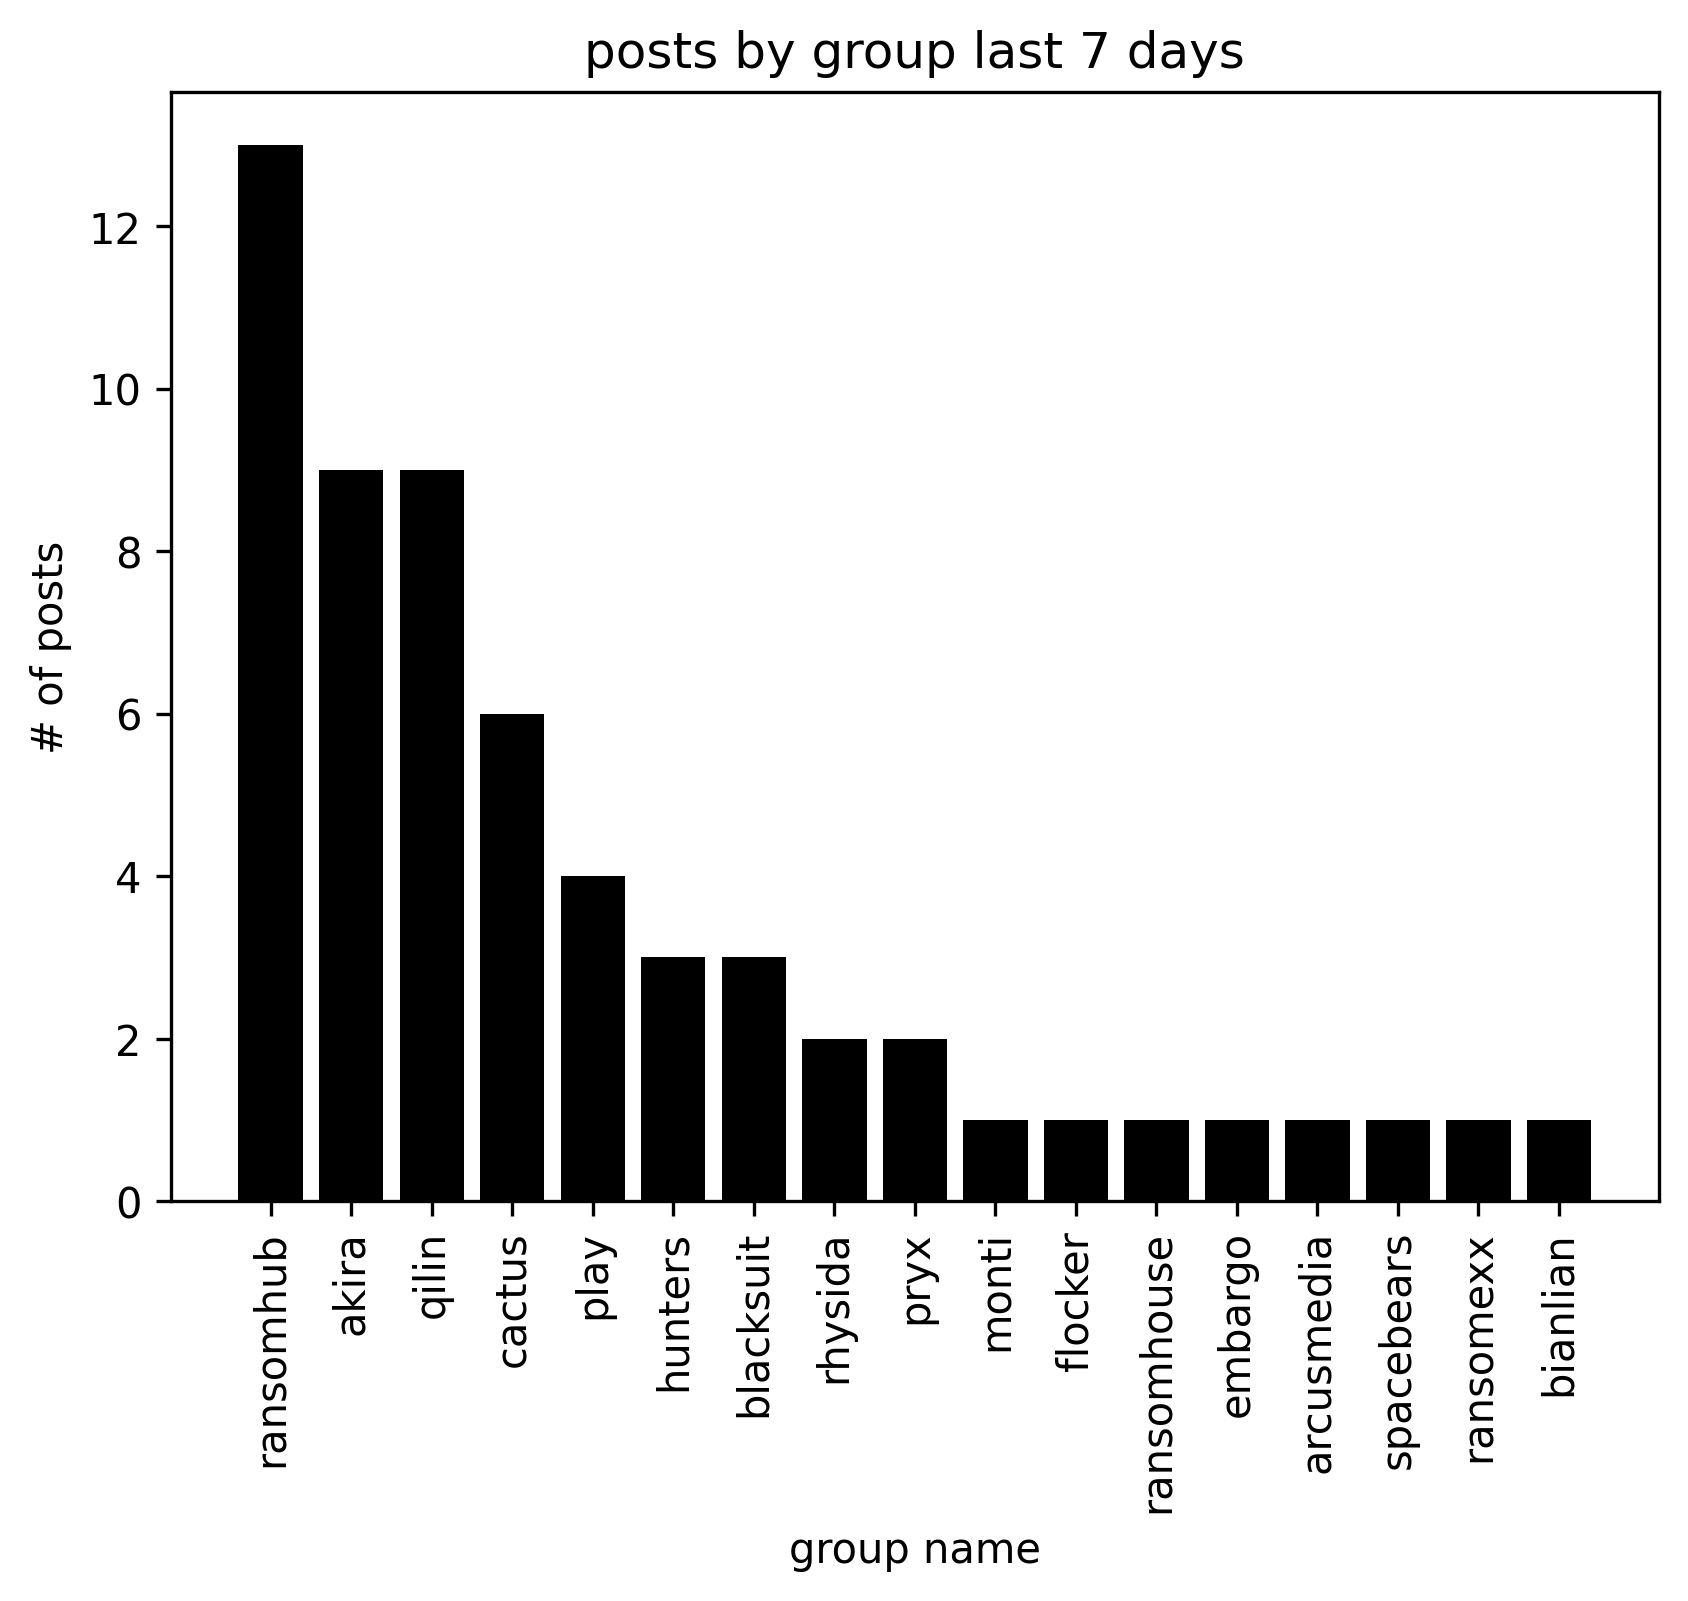 posts by group last 7 days
# of posts
12
10
8
6
4
2
0
ransomhub
akira
qilin
cactus
play
hunters
blacksuit
rhysida
pryx
monti
flocker
ransomhouse
embargo
arcusmedia
spacebears
ransomexx
bianlian
group name